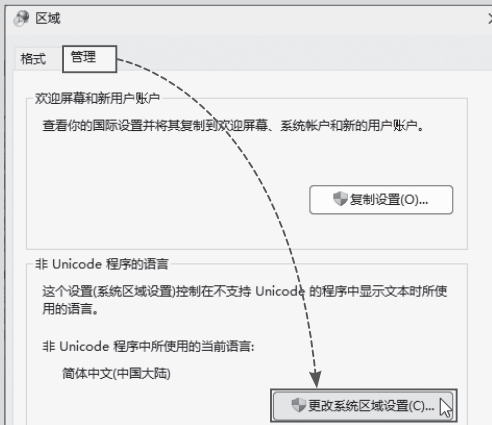 区域
格式
管理
欢迎屏幕和新用户账户
查看你的国际设置并将其复制到欢迎屏幕、系统帐户和新的用户账户。
复制设置(O)...
非 Unicode 程序的语言
这个设置(系统区域设置)控制在不支持 Unicode 的程序中显示文本时所使
用的语言。
非 Unicode 程序中所使用的当前语言:
简体中文(中国大陆)
更改系统区域设置(C)...